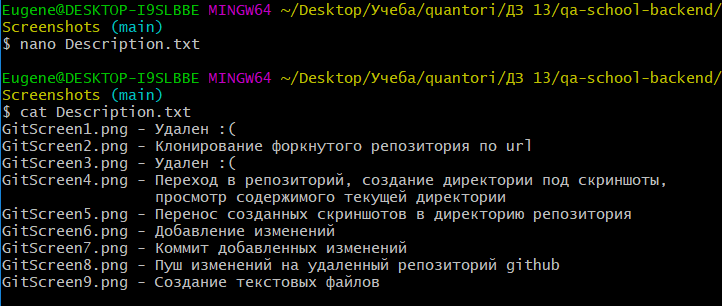 Eugene@DESKTOP-I9SLBBE MINGW64 ~/Desktop/Учеба/quantori/ДЗ 13/qa-school-backend/
Screenshots (main)
$ nano Description.txt
Eugene@DESKTOP-I9SLBBE MINGW64 ~/Desktop/Учеба/quantori/ДЗ 13/qa-school-backend/
Screenshots (main)
$ cat Description.txt
GitScreen1.png - Удален :(
GitScreen2.png - Клонирование форкнутого репозитория по url
GitScreen3.png - Удален :(
GitScreen4.png - Переход в репозиторий, создание директории под скриншоты,
просмотр содержимого текущей директории
GitScreen5.png - Перенос созданных скриншотов в директорию репозитория
GitScreen6.png - Добавление изменений
GitScreen7.png - Коммит добавленных изменений
GitScreen8.png - Пуш изменений на удаленный репозиторий github
GitScreen9.png - Создание текстовых файлов